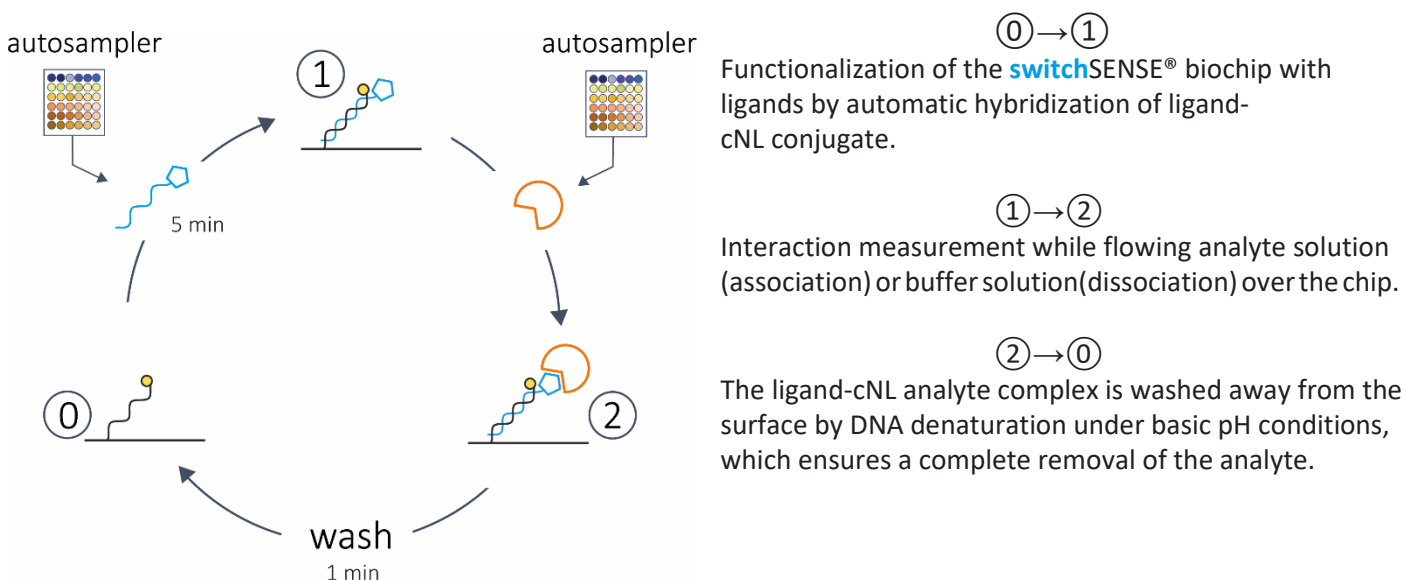 autosampler
autosampler
1
5 min
0
2
wash
1 min
0→1
Functionalization of the switchSENSE® biochip with
ligands by automatic hybridization of ligand-
cNL conjugate.
1→2
Interaction measurement while flowing analyte solution
(association) or buffer solution(dissociation) over the chip.
2→0
The ligand-cNL analyte complex is washed away from the
surface by DNA denaturation under basic pH conditions,
which ensures a complete removal of the analyte.